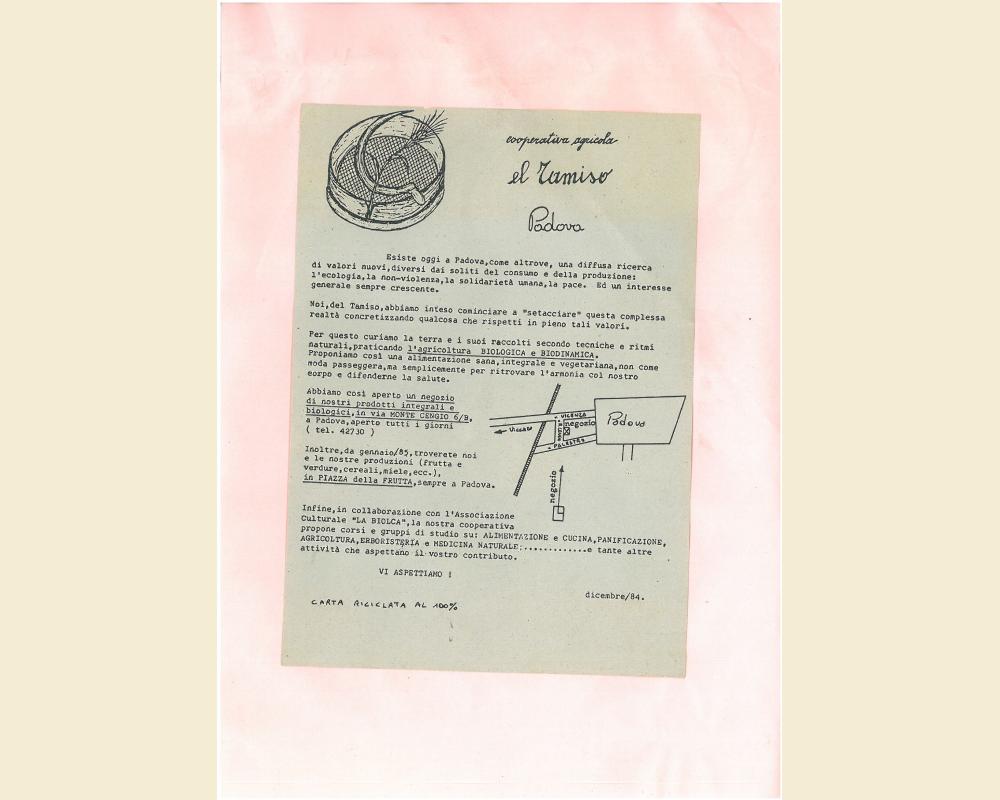 cooperativa agricola
el Tamiso
Padova
Esiste oggi a Padova,come altrove, una diffusa ricerca
di valori nuovi,diversi dai soliti del consumo e della produzione:
l'ecologia,la non-violenza,la solidarietà umana,la pace. Ed un interesse
generale sempre crescente.
Noi,del Tamiso,abbiamo inteso cominciare a "setacciare" questa complessa
realtà concretizzando qualcosa che rispetti in pieno tali valori.
Per questo curiamo la terra e i suoi raccolti secondo tecniche e ritmi
naturali,praticando l'agricoltura BIOLOGICA e BIODINAMICA.
Proponiamo così una alimentazione sana,integrale e vegetariana,non come
moda passeggera,ma semplicemente per ritrovare l'armonia col nostro
corpo e difenderne la salute.
Abbiamo così aperto un negozio
di nostri prodotti integrali e
biologici,in via MONTE CENGIO 6/B,
a Padova,aperto tutti i giorni
( tel. 42730 )
VICENZA
negozio
Padova
PALESTRO
negozio
Inoltre,da gennaio/85,troverete noi
e le nostre produzioni (frutta e
verdure,cereali,miele,ecc.),
in PIAZZA della FRUTTA,sempre a Padova.
Infine,in collaborazione con l'Associazione
Culturale "LA BIOLCA",la nostra cooperativa
propone corsi e gruppi di studio su: ALIMENTAZIONE e CUCINA,PANIFICAZIONE,
AGRICOLTURA,ERBORISTERIA e MEDICINA NATURALE;.............e tante altre
attività che aspettano il vostro contributo.
VI ASPETTIAMO !
dicembre/84.
CARTA RICICLATA AL 100%